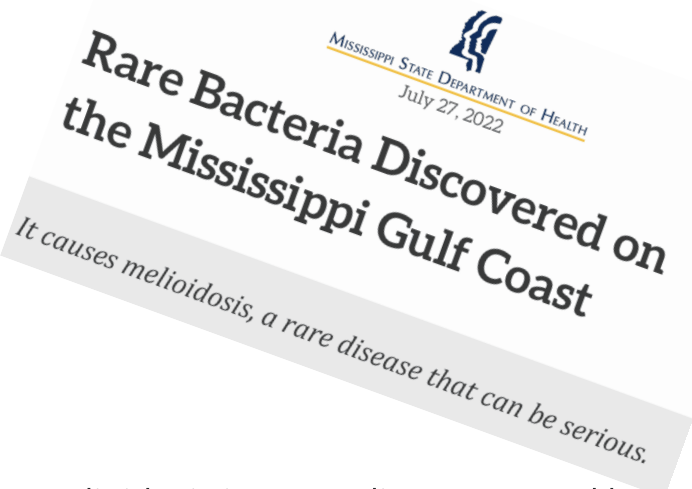 MISSISSIPPI STATE DEPARTMENT OF HEALTH
July 27, 2022
Rare Bacteria Discovered on
the Mississippi Gulf Coast
It causes melioidosis, a rare disease that can be serious.